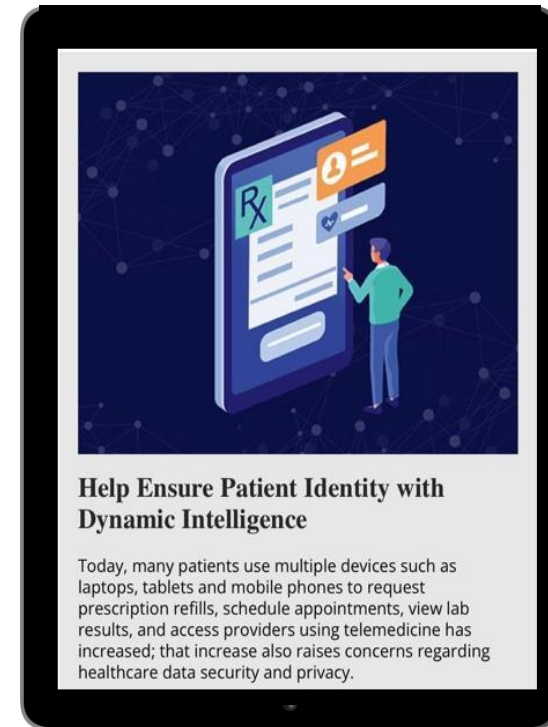 RX
Help Ensure Patient Identity with
Dynamic Intelligence
Today, many patients use multiple devices such as
laptops, tablets and mobile phones to request
prescription refills, schedule appointments, view lab
results, and access providers using telemedicine has
increased; that increase also raises concerns regarding
healthcare data security and privacy.